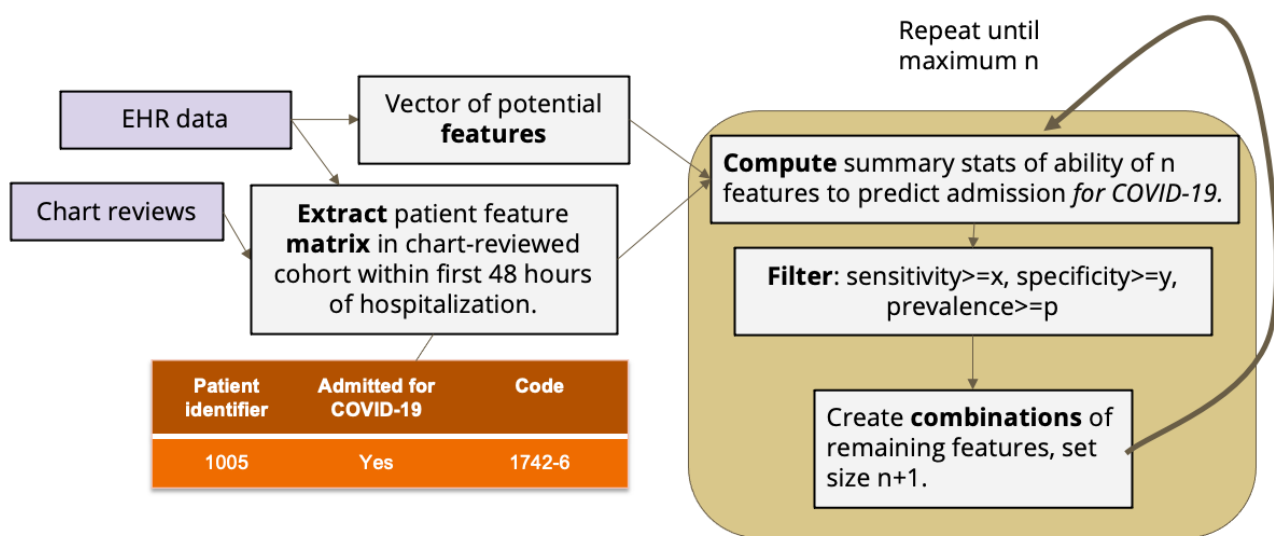 Repeat until
maximum n
EHR data
Vector of potential
features
Chart reviews
Extract patient feature
matrix in chart-reviewed
cohort within first 48 hours
of hospitalization.
Compute summary stats of ability of n
features to predict admission for COVID-19.
Filter: sensitivity>=x, specificity>=y,
prevalence>=p
Create combinations of
remaining features, set
size n+1.
Patient
identifier
Admitted for
COVID-19
Code
1005
Yes
1742-6